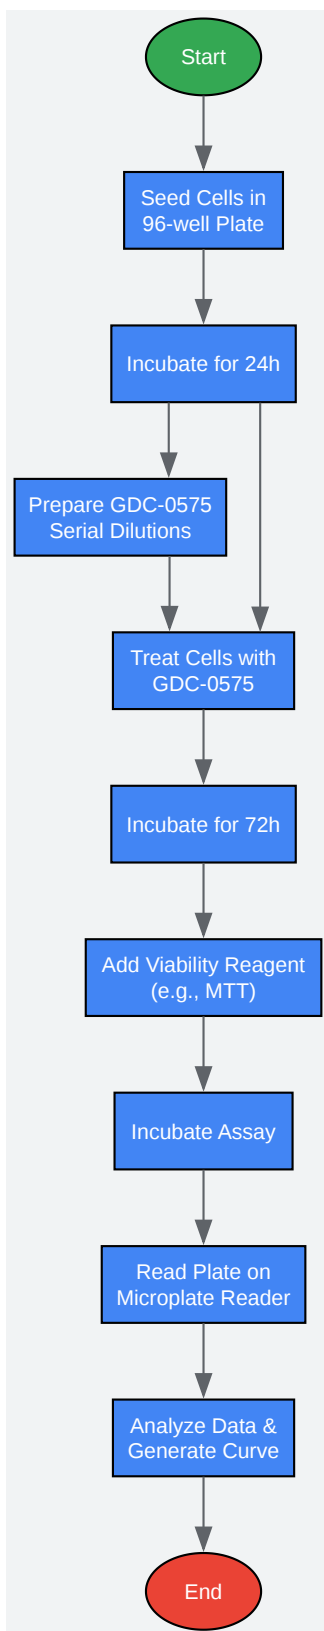 Start
Seed Cells in
96-well Plate
Incubate for 24h
Prepare GDC-0575
Serial Dilutions
Treat Cells with
GDC-0575
Incubate for 72h
Add Viability Reagent
(e.g., MTT)
Incubate Assay
Read Plate on
Microplate Reader
Analyze Data &
Generate Curve
End